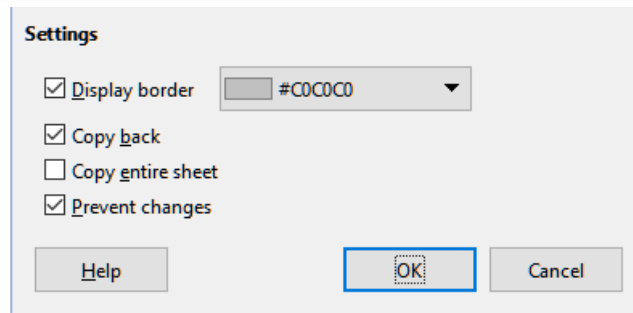 Settings
Display border #C0C0C0
Copy back
Copy entire sheet
Prevent changes
Help OK Cancel